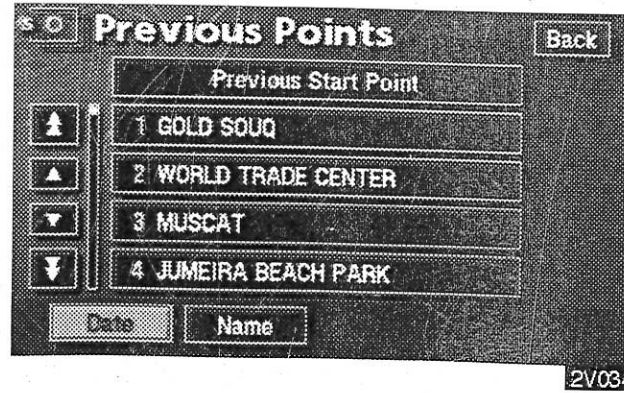 Previous Points
Back
Previous Start Point
1 GOLD SOUQ
2 WORLD TRADE CENTER
3 MUSCAT
4 JUMEIRA BEACH PARK
Date
Name